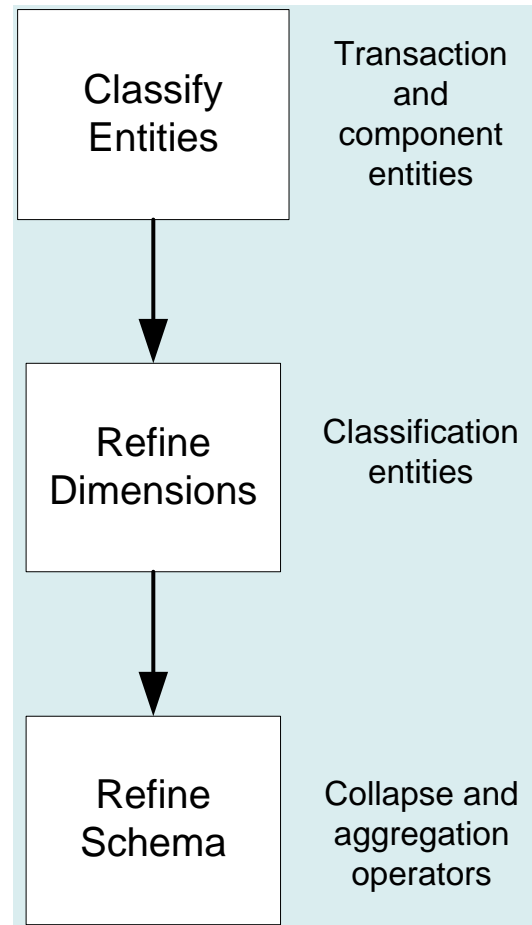 Classify
Entities
Transaction
and
component
entities
Refine
Dimensions
Classification
entities
Refine
Schema
Collapse and
aggregation
operators